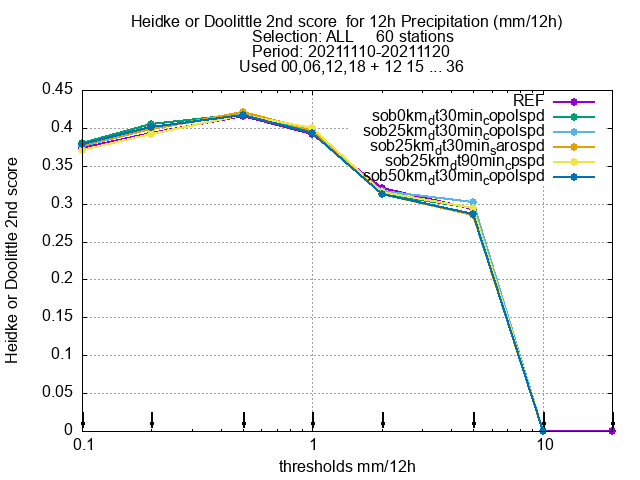 Heidke or Doolittle 2nd score  for 12h Precipitation (mm/12h)
Selection: ALL     60 stations
Period: 20211110-20211120
Used 00,06,12,18 + 12 15 ... 36
REF
sob0km_dt30min_copolspd
sob25km_dt30min_copolspd
sob25km_dt30min_sarospd
sob25km_dt90min_cpspd
sob50km_dt30min_copolspd
Heidke or Doolittle 2nd score
0.45
0.4
0.35
0.3
0.25
0.2
0.15
0.1
0.05
0
0.1
1
10
thresholds mm/12h